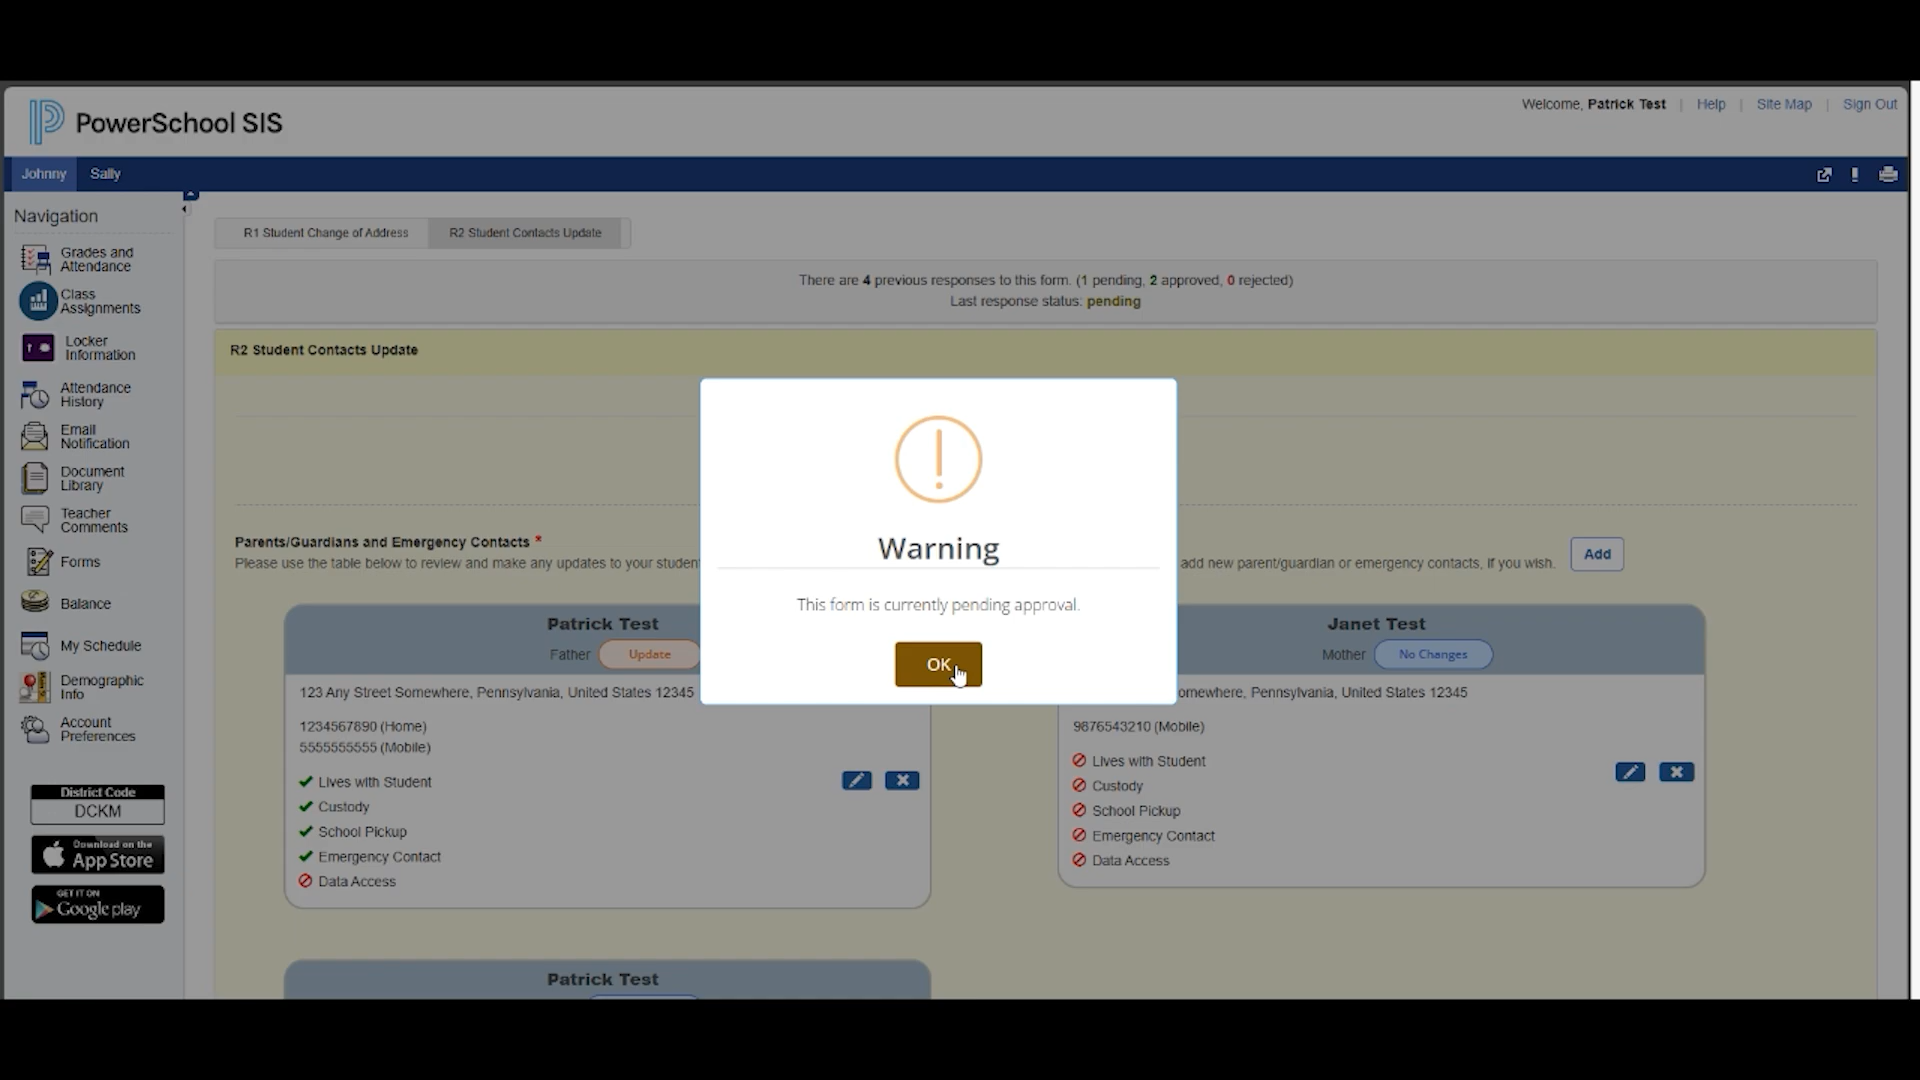 PowerSchool SIS
Welcome, Patrick Test | Help | Site Map | Sign Out
Johnny Sally
Navigation
Grades and
Attendance
Class
Assignments
Locker
Information
Attendance
History
Email
Notification
Document
Library
Teacher
Comments
Forms
Balance
My Schedule
Demographic
Info
Account
Preferences
District Code
DCKM
Download on the
App Store
GET IT ON
Google play
R1 Student Change of Address R2 Student Contacts Update
There are 4 previous responses to this form. (1 pending, 2 approved, 0 rejected)
Last response status: pending
R2 Student Contacts Update
Parents/Guardians and Emergency Contacts *
Please use the table below to review and make any updates to your student
add new parent/guardian or emergency contacts, if you wish.
Add
Patrick Test
Father Update
123 Any Street Somewhere, Pennsylvania, United States 12345
1234567890 (Home)
5555555555 (Mobile)
Lives with Student
Custody
School Pickup
Emergency Contact
Data Access
Janet Test
Mother No Changes
omewhere, Pennsylvania, United States 12345
9876543210 (Mobile)
Lives with Student
Custody
School Pickup
Emergency Contact
Data Access
Patrick Test
Warning
This form is currently pending approval.
OK